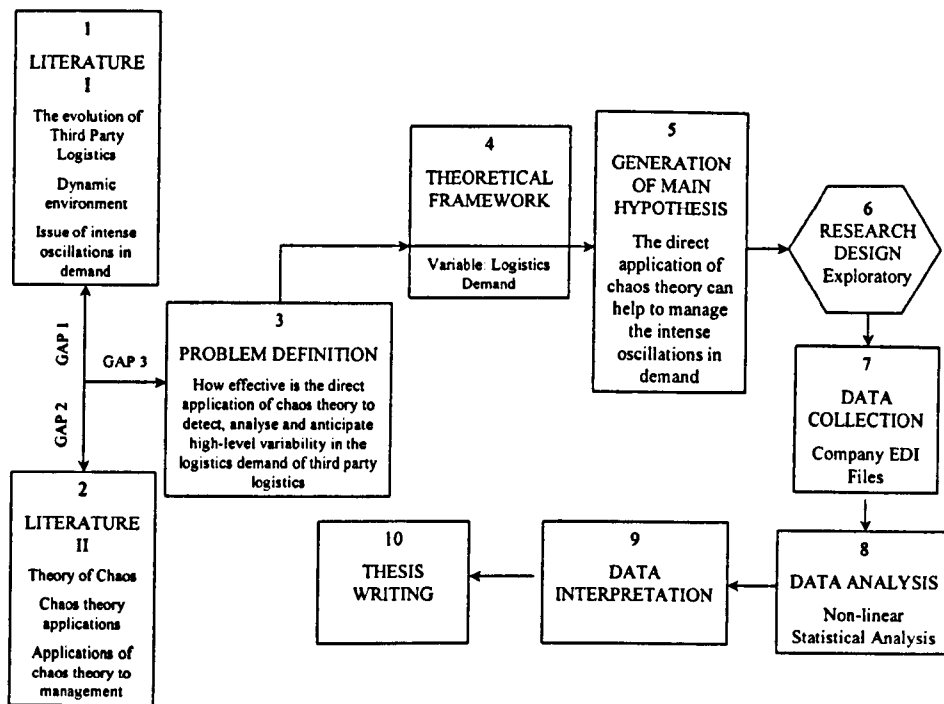 1
LITERATURE
I
The evolution of
Third Party
Logistics
Dynamic
environment
Issue of intense
oscillations in
demand
GAP 1
GAP 2
GAP 3
2
LITERATURE
II
Theory of Chaos
Chaos theory
applications
Applications of
chaos theory to
management
3
PROBLEM DEFINITION
How effective is the direct
application of chaos theory to
detect, analyse and anticipate
high-level variability in the
logistics demand of third party
logistics
4
THEORETICAL
FRAMEWORK
Variable: Logistics
Demand
5
GENERATION
OF MAIN
HYPOTHESIS
The direct
application of
chaos theory can
help to manage
the intense
oscillations in
demand
6
RESEARCH
DESIGN
Exploratory
7
DATA
COLLECTION
Company EDI
Files
8
DATA ANALYSIS
Non-linear
Statistical Analysis
9
DATA
INTERPRETATION
10
THESIS
WRITING